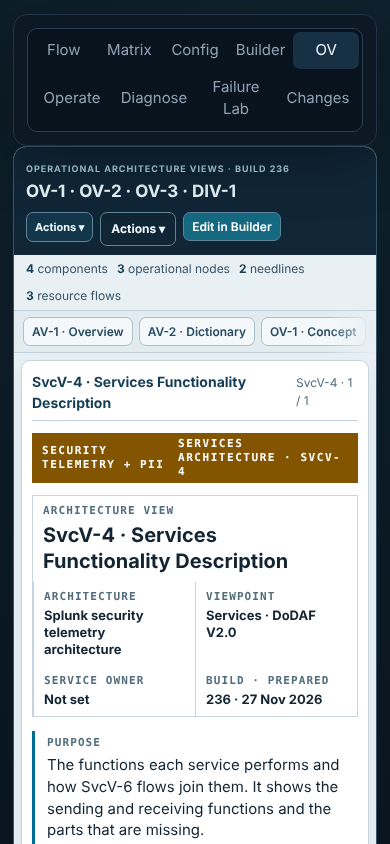 Flow Matrix Config Builder OV
Operate Diagnose Failure Lab Changes
OPERATIONAL ARCHITECTURE VIEWS · BUILD 236
OV-1 · OV-2 · OV-3 · DIV-1
Actions ▾ Actions ▾ Edit in Builder
4 components 3 operational nodes 2 needlines
3 resource flows
AV-1 · Overview AV-2 · Dictionary OV-1 · Concept
SvcV-4 · Services Functionality
Description
SvcV-4 · 1
/ 1
SECURITY
TELEMETRY + PII
SERVICES
ARCHITECTURE · SVCV-
4
ARCHITECTURE VIEW
SvcV-4 · Services
Functionality Description
ARCHITECTURE
Splunk security
telemetry
architecture
VIEWPOINT
Services · DoDAF
V2.0
SERVICE OWNER
Not set
BUILD · PREPARED
236 · 27 Nov 2026
PURPOSE
The functions each service performs and
how SvcV-6 flows join them. It shows the
sending and receiving functions and the
parts that are missing.